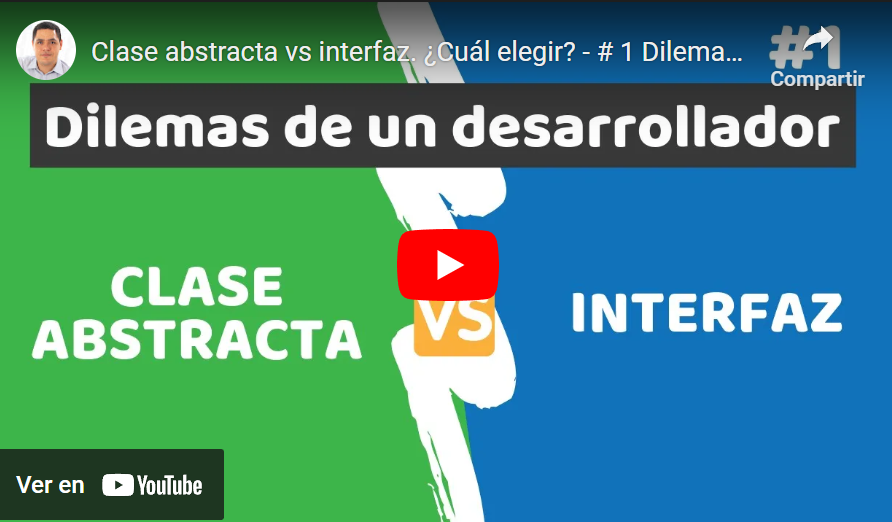 Clase abstracta vs interfaz. ¿Cuál elegir? - # 1 Dilema...
#1
Compartir
Dilemas de un desarrollador
CLASE
ABSTRACTA
VS
INTERFAZ
Ver en YouTube